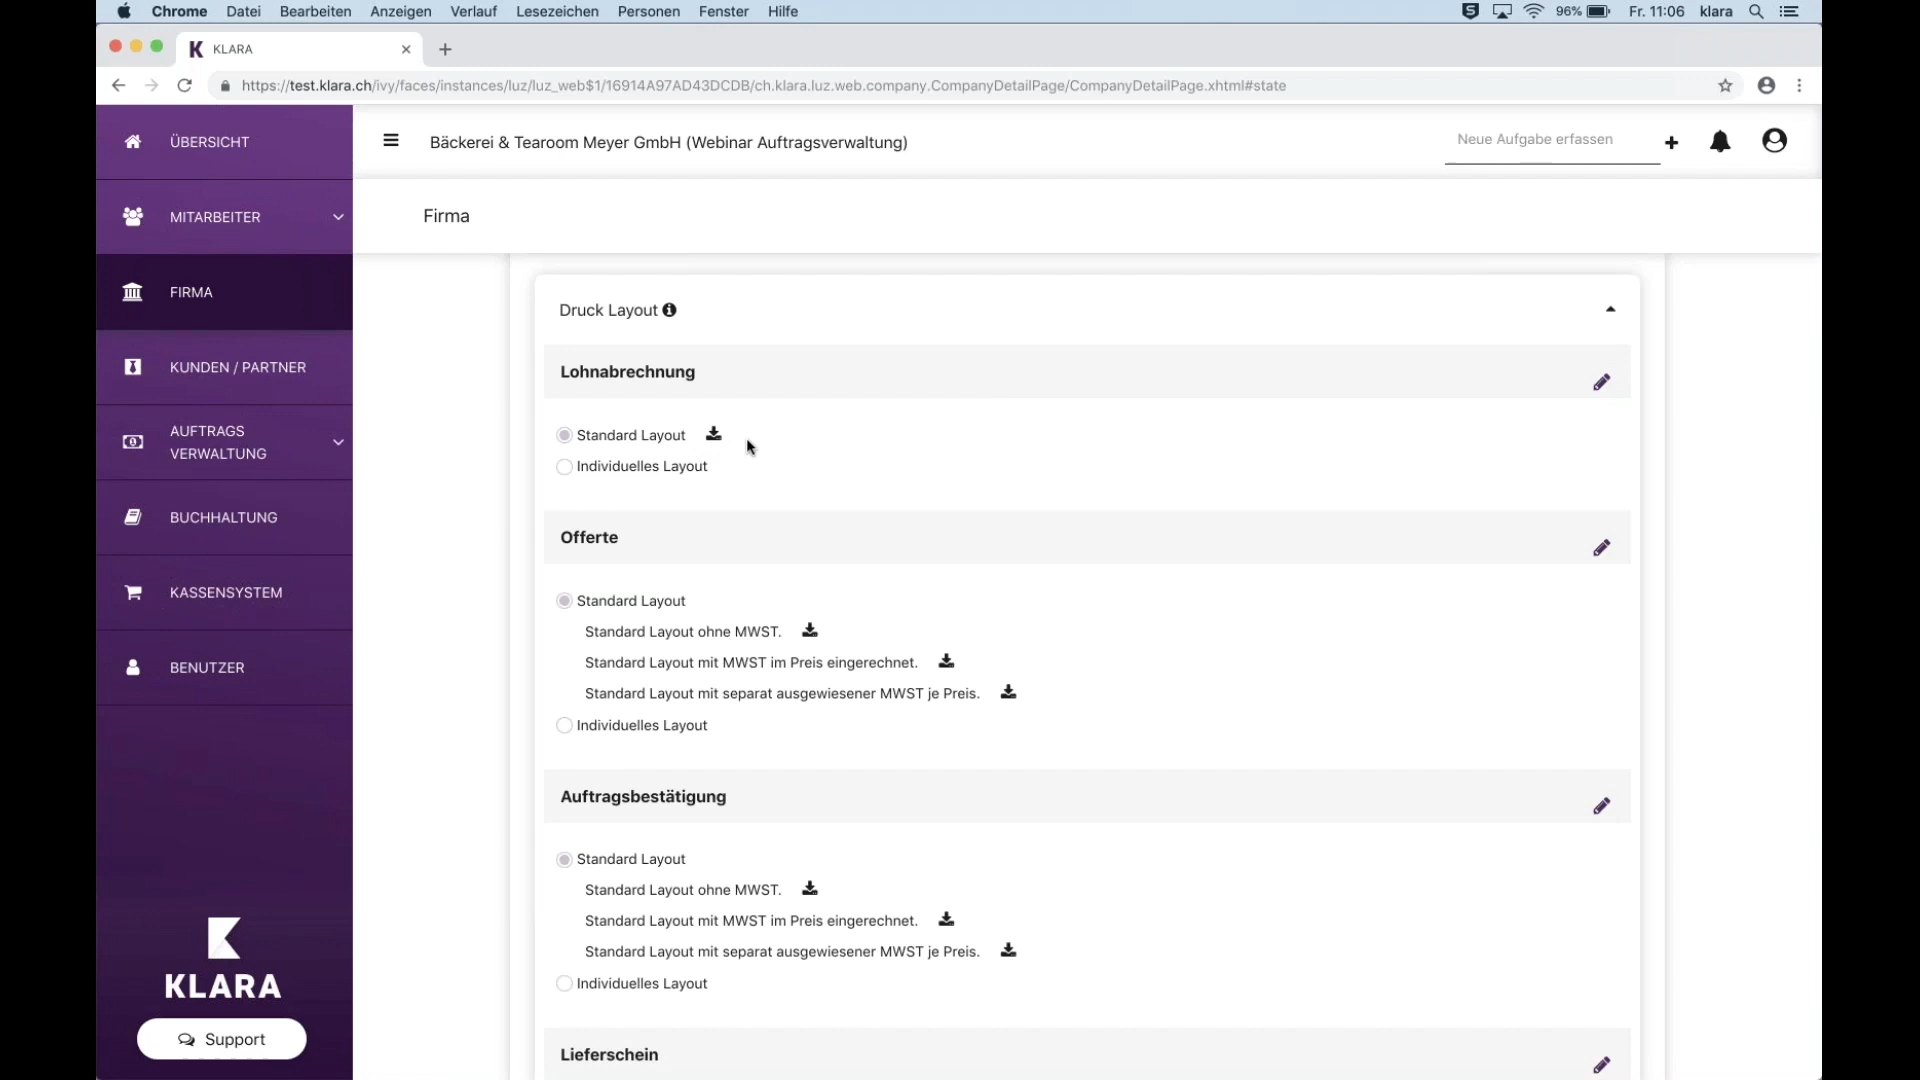 Chrome Datei Bearbeiten Anzeigen Verlauf Lesezeichen Personen Fenster Hilfe
96% Fr. 11:06 klara
KLARA
https://test.klara.ch/ivy/faces/instances/luz/luz_web$1/16914A97AD43DCDB/ch.klara.luz.web.company.CompanyDetailPage/CompanyDetailPage.xhtml#state
ÜBERSICHT
MITARBEITER
FIRMA
KUNDEN / PARTNER
AUFTRAGS
VERWALTUNG
BUCHHALTUNG
KASSENSYSTEM
BENUTZER
KLARA
Support
Bäckerei & Tearoom Meyer GmbH (Webinar Auftragsverwaltung)
Neue Aufgabe erfassen
Firma
Druck Layout
Lohnabrechnung
Standard Layout
Individuelles Layout
Offerte
Standard Layout
Standard Layout ohne MWST.
Standard Layout mit MWST im Preis eingerechnet.
Standard Layout mit separat ausgewiesener MWST je Preis.
Individuelles Layout
Auftragsbestätigung
Standard Layout
Standard Layout ohne MWST.
Standard Layout mit MWST im Preis eingerechnet.
Standard Layout mit separat ausgewiesener MWST je Preis.
Individuelles Layout
Lieferschein